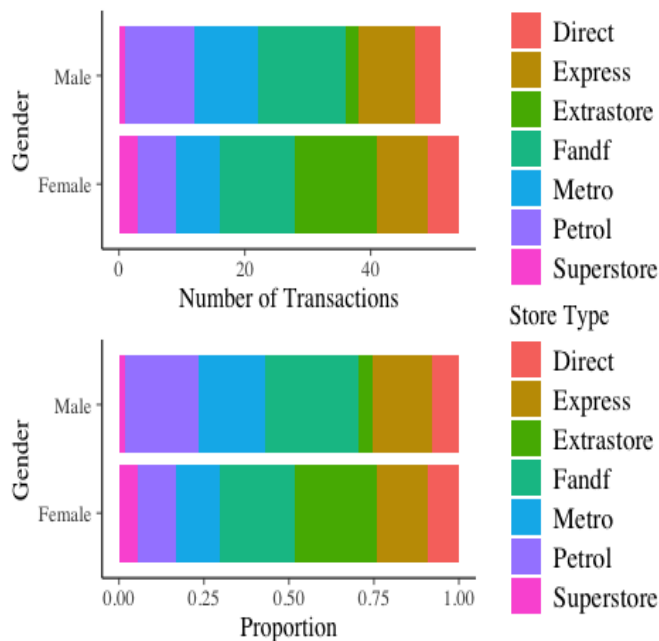 Gender
Male
Female
0 20 40
Number of Transactions
Direct
Express
Extrastore
Fandf
Metro
Petrol
Superstore
Store Type
Gender
Male
Female
0.00 0.25 0.50 0.75 1.00
Proportion
Direct
Express
Extrastore
Fandf
Metro
Petrol
Superstore